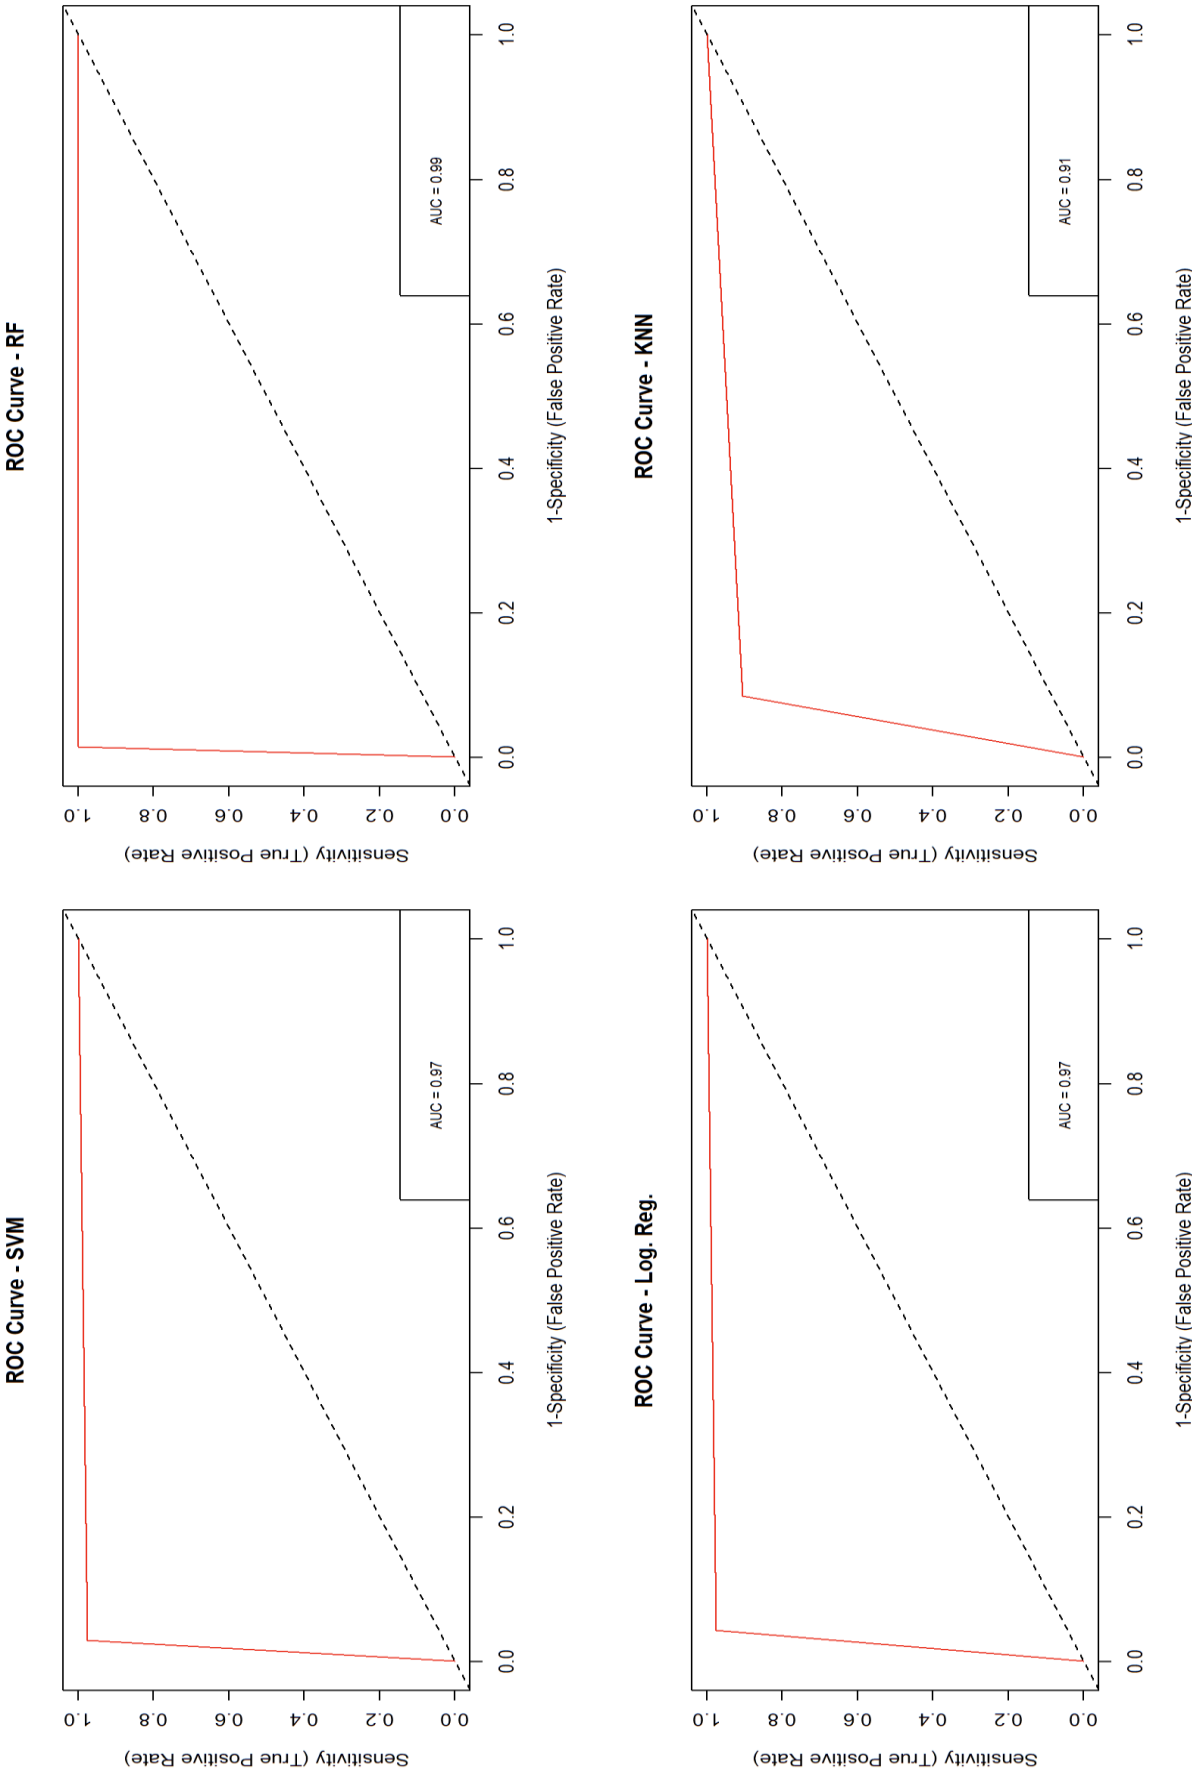 ROC Curve - SVM
Sensitivity (True Positive Rate)
1.0
0.8
0.6
0.4
0.2
0.0
AUC = 0.97
0.0 0.2 0.4 0.6 0.8 1.0
1-Specificity (False Positive Rate)
ROC Curve - RF
Sensitivity (True Positive Rate)
1.0
0.8
0.6
0.4
0.2
0.0
AUC = 0.99
0.0 0.2 0.4 0.6 0.8 1.0
1-Specificity (False Positive Rate)
ROC Curve - Log. Reg.
Sensitivity (True Positive Rate)
1.0
0.8
0.6
0.4
0.2
0.0
AUC = 0.97
0.0 0.2 0.4 0.6 0.8 1.0
1-Specificity (False Positive Rate)
ROC Curve - KNN
Sensitivity (True Positive Rate)
1.0
0.8
0.6
0.4
0.2
0.0
AUC = 0.91
0.0 0.2 0.4 0.6 0.8 1.0
1-Specificity (False Positive Rate)